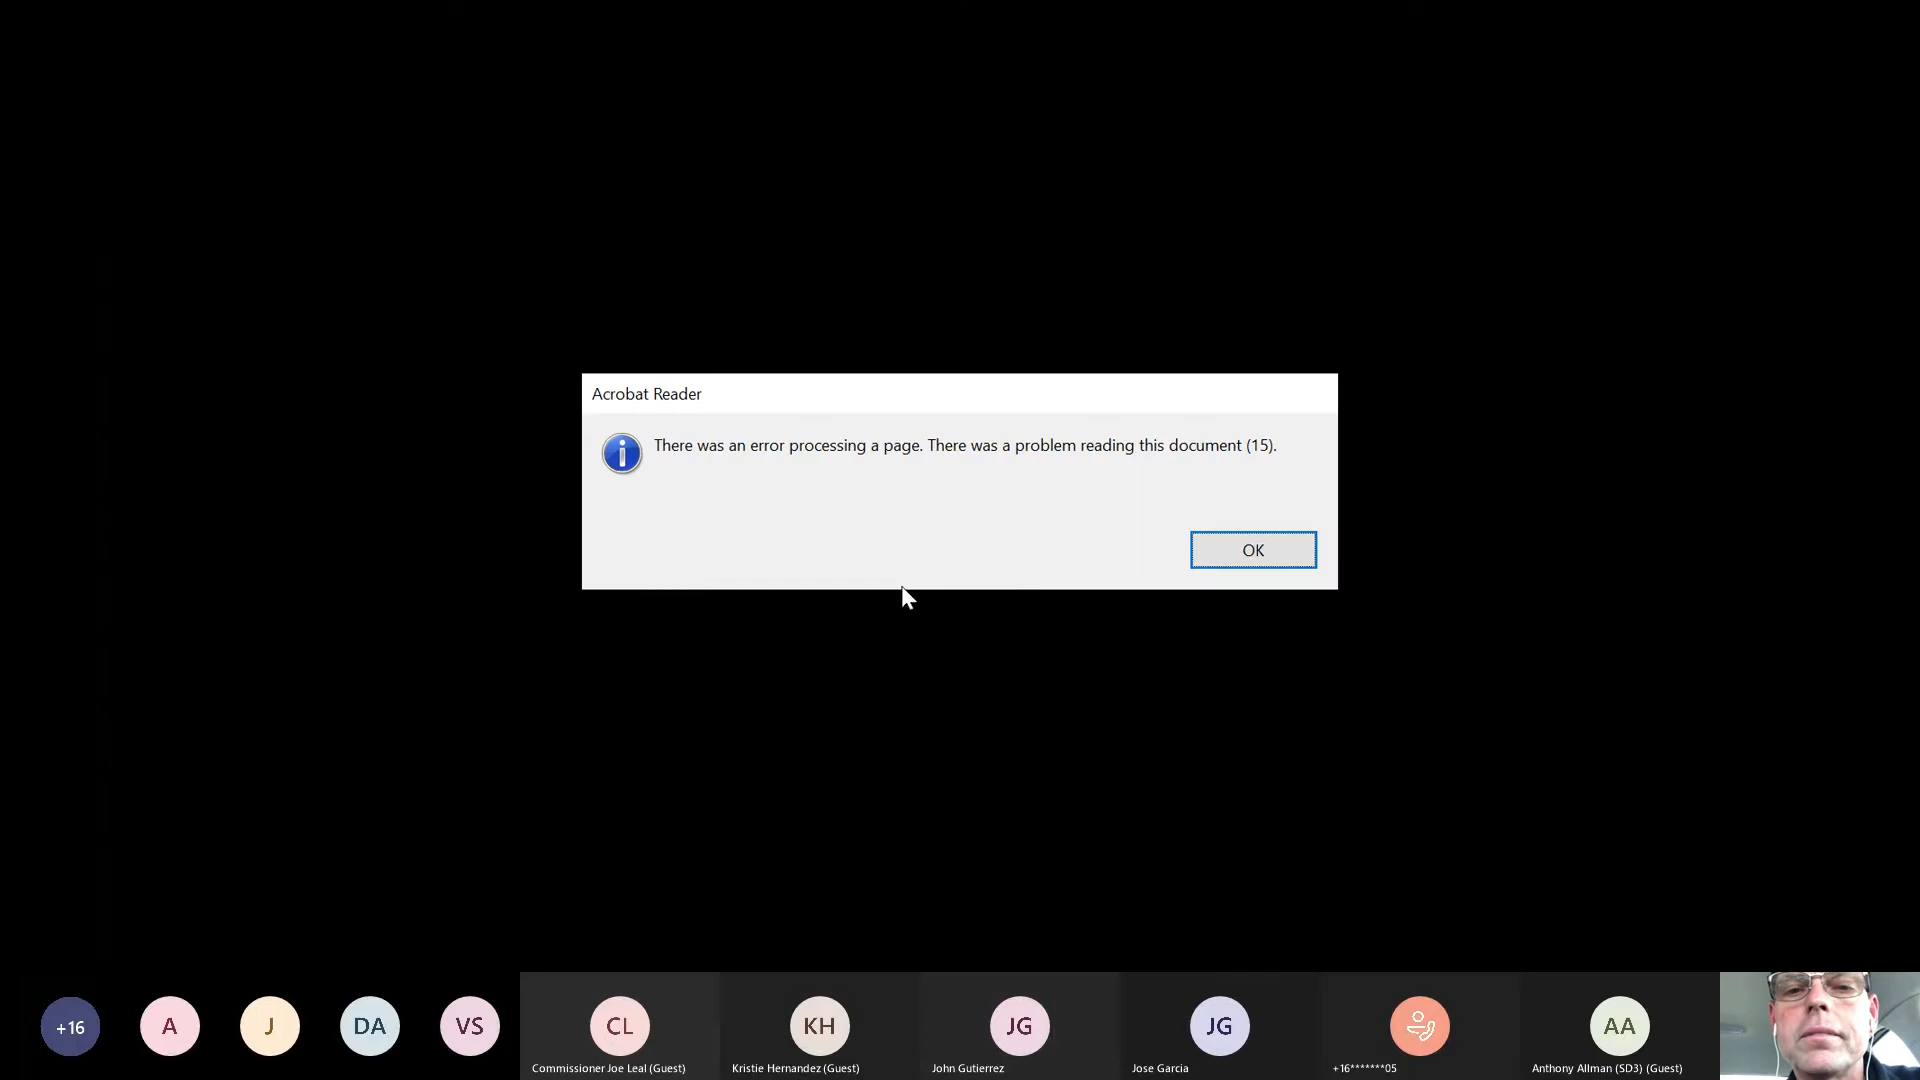 Acrobat Reader
There was an error processing a page. There was a problem reading this document (15).
OK
+16
A
J
DA
VS
CL
KH
JG
JG
AA
Commissioner Joe Leal (Guest)
Kristie Hernandez (Guest)
John Gutierrez
Jose Garcia
+16*******05
Anthony Allman (SD3) (Guest)